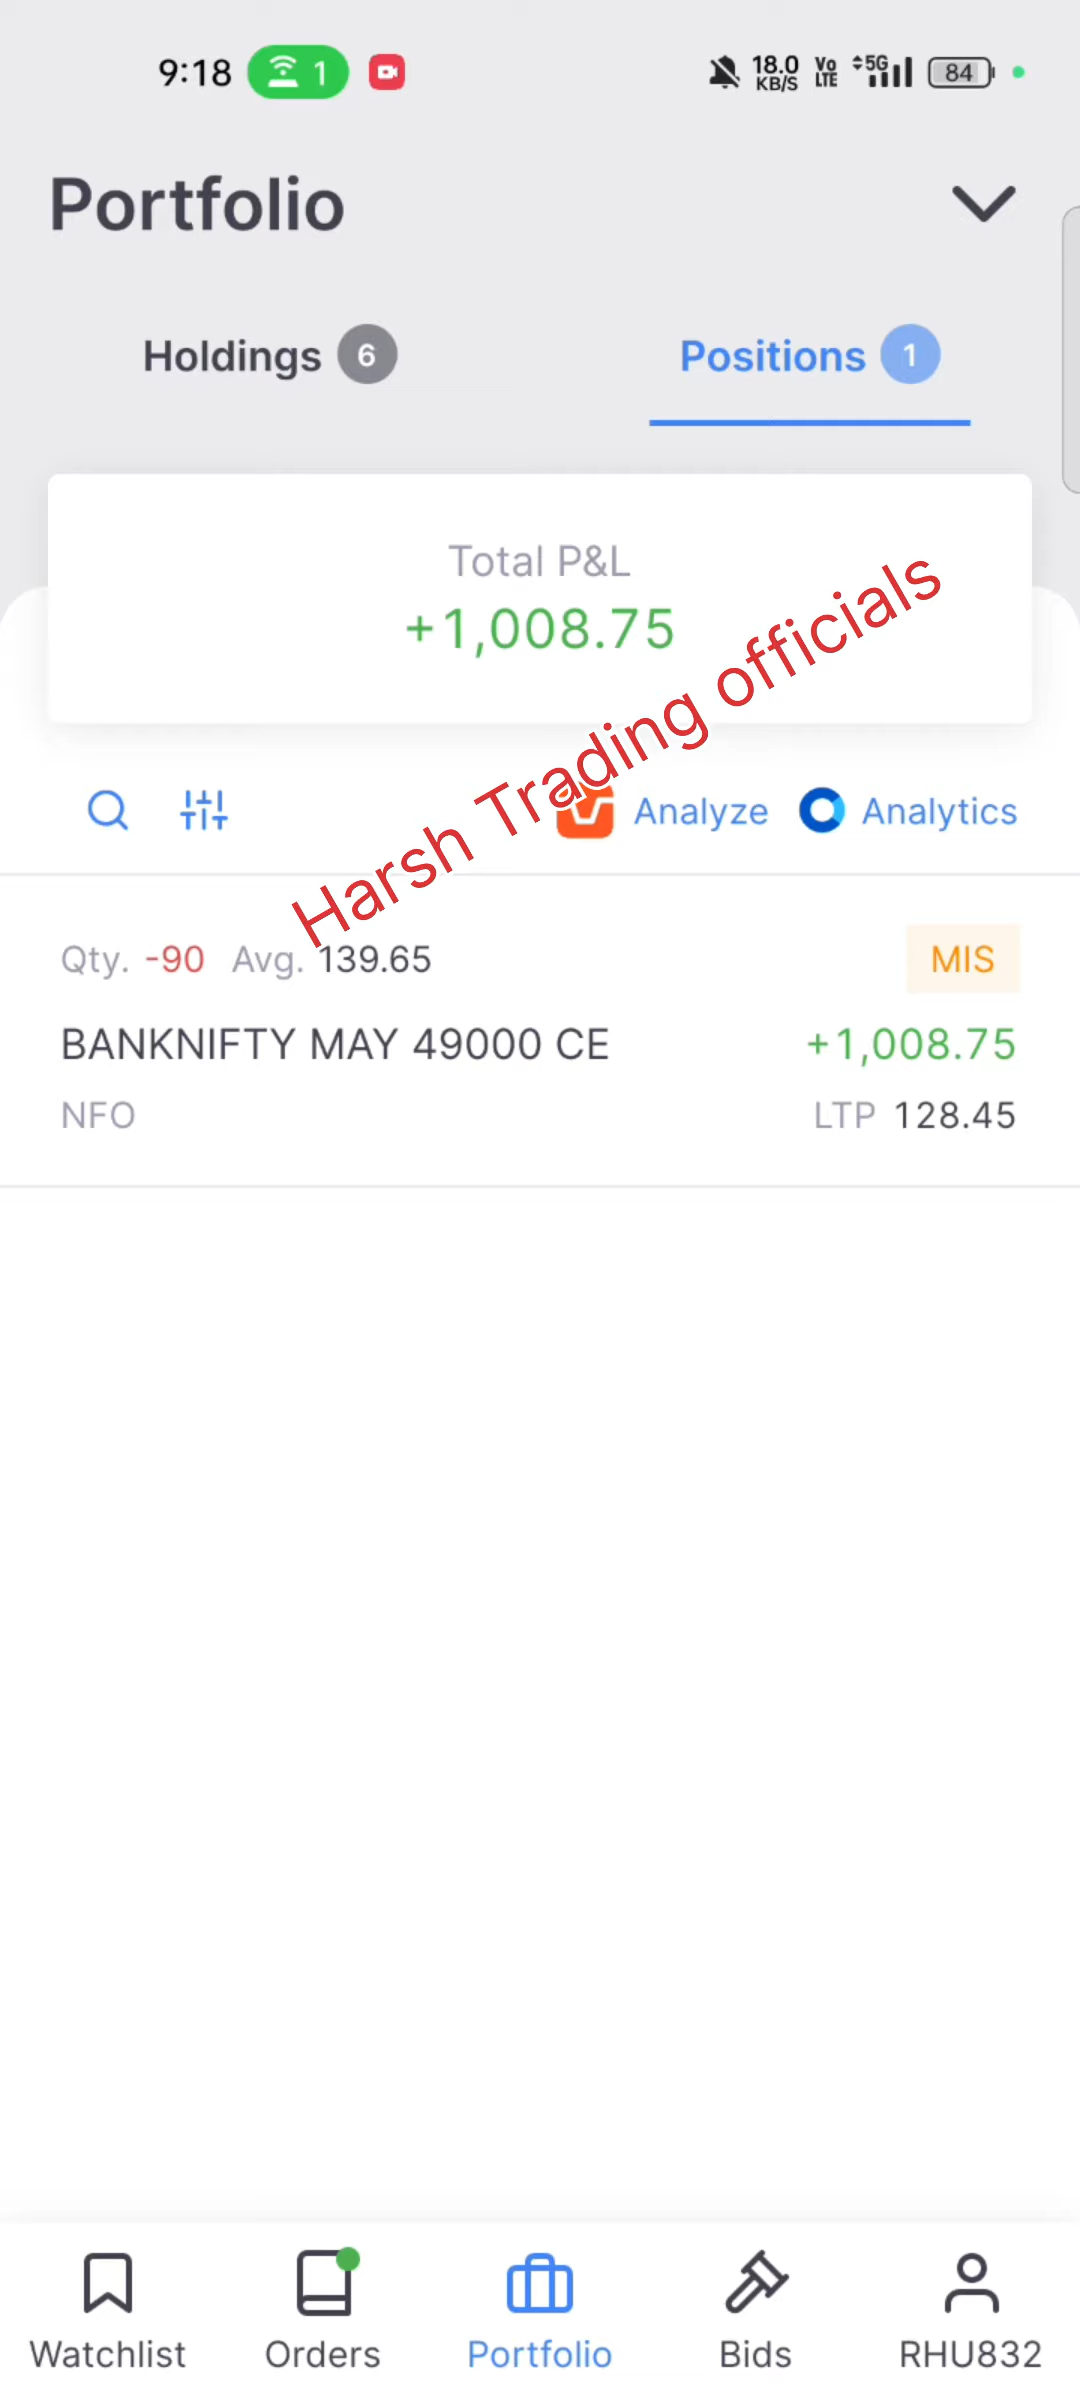 9:18 1 18.0 KB/S Vo LTE 5G 84
Portfolio
Holdings 6 Positions 1
Total P&L
+1,008.75
Harsh Trading officials
Analyze Analytics
Qty. -90 Avg. 139.65 MIS
BANKNIFTY MAY 49000 CE +1,008.75
NFO LTP 128.45
Watchlist Orders Portfolio Bids RHU832